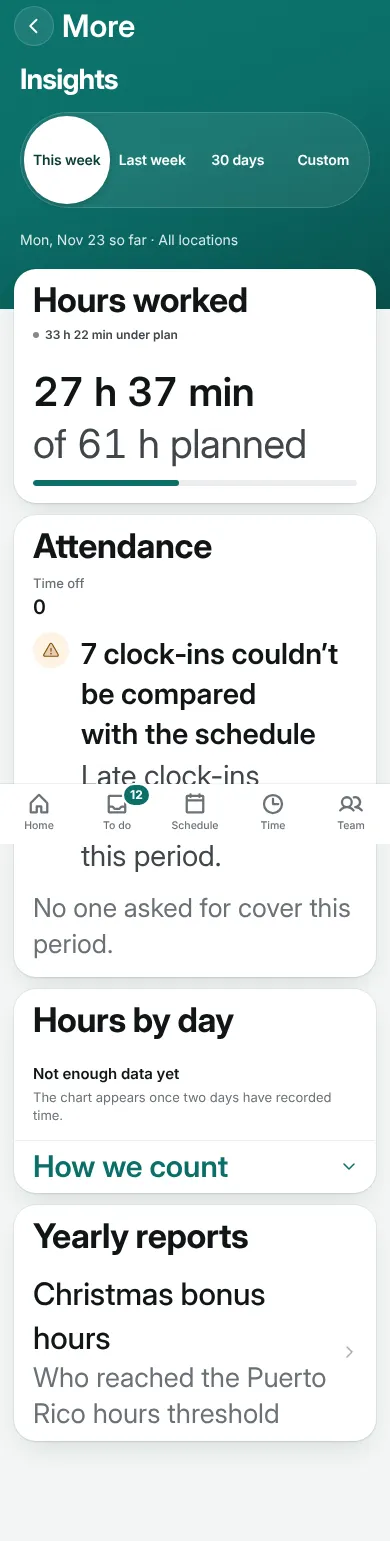 More
Insights
This week
Last week
30 days
Custom
Mon, Nov 23 so far · All locations
Hours worked
33 h 22 min under plan
27 h 37 min
of 61 h planned
Attendance
Time off
0
7 clock-ins couldn’t
be compared
with the schedule
Late clock-ins
12
Home
To do
Schedule
Time
Team
this period.
No one asked for cover this
period.
Hours by day
Not enough data yet
The chart appears once two days have recorded
time.
How we count
Yearly reports
Christmas bonus
hours
Who reached the Puerto
Rico hours threshold